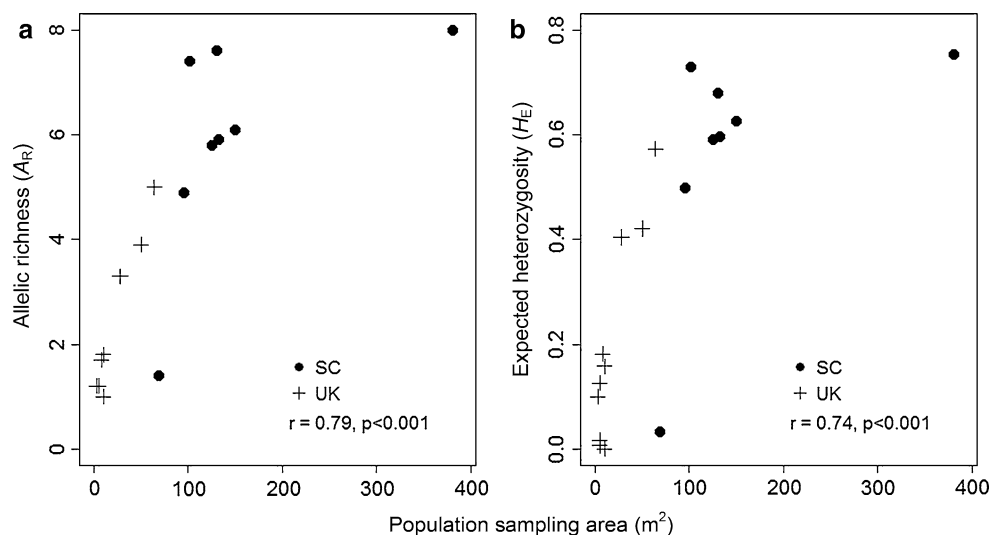 a
8
6
4
2
0
Allelic richness (AR)
SC
UK
r = 0.79, p<0.001
0 100 200 300 400
b
0.8
0.6
0.4
0.2
0.0
Expected heterozygosity (HE)
SC
UK
r = 0.74, p<0.001
0 100 200 300 400
Population sampling area (m2)